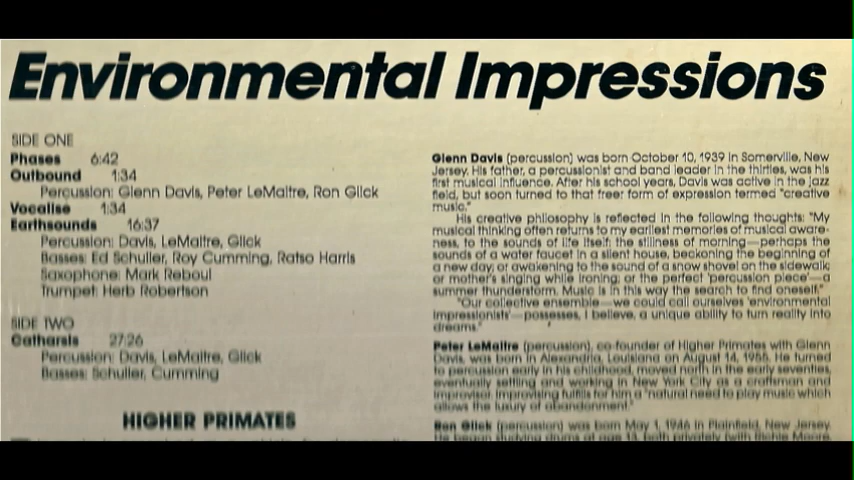 Environmental Impressions
SIDE ONE
Phases 6:42
Outbound 1:34
Percussion: Glenn Davis, Peter LeMaitre, Ron Glick
Vocalise 1:34
Earthsounds 16:37
Percussion: Davis, LeMaitre, Glick
Basses: Ed Schuller, Roy Cumming, Ratso Harris
Saxophone: Mark Reboul
Trumpet: Herb Robertson
SIDE TWO
Catharsis 27:26
Percussion: Davis, LeMaitre, Glick
Basses: Schuller, Cumming
HIGHER PRIMATES
Glenn Davis (percussion) was born October 10, 1939 in Somerville, New
Jersey. His father, a percussionist and band leader in the thirties, was his
first musical influence. After his school years, Davis was active in the jazz
field, but soon turned to that freer form of expression termed "creative
music."
His creative philosophy is reflected in the following thoughts: "My
musical thinking often returns to my earliest memories of musical aware-
ness, to the sounds of life itself: the stillness of morning—perhaps the
sounds of a water faucet in a silent house, beckoning the beginning of
a new day; or awakening to the sound of a snow shovel on the sidewalk
or mother's singing while ironing; or the perfect 'percussion piece'—a
summer thunderstorm. Music is in this way the search to find oneself."
"Our collective ensemble—we could call ourselves 'environmental
impressionists'—possesses, I believe, a unique ability to turn reality into
dreams."
Peter LeMaitre (percussion), co-founder of Higher Primates with Glenn
Davis, was born in Alexandria, Louisiana on August 14, He turned
to percussion early in his childhood, moved north in the early seventies,
eventually settling and working in New York City as a craftsman and
improvisor. Improvising fulfills for him a "natural need to play music which
allows the luxury of abandonment."
Ron Glick (percussion) was born May 1, 1946 in Plainfield, New Jersey.
He began studying drums at age 13, both privately (with Richie Moore,